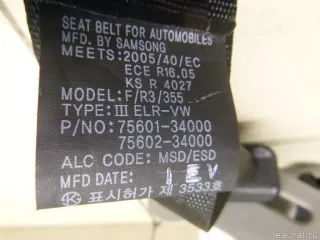 SEAT BELT FOR AUTOMOBILES
MFD. BY SAMSONG
MEETS: 2005/40/EC
ECE R16.05
KS R 4027
MODEL: F/R3/355
TYPE: III ELR-VW
P/NO: 75601-34000
75602-34000
ALC CODE: MSD/ESD
MFD DATE:
표시허가 제 3533호
euauto.ru